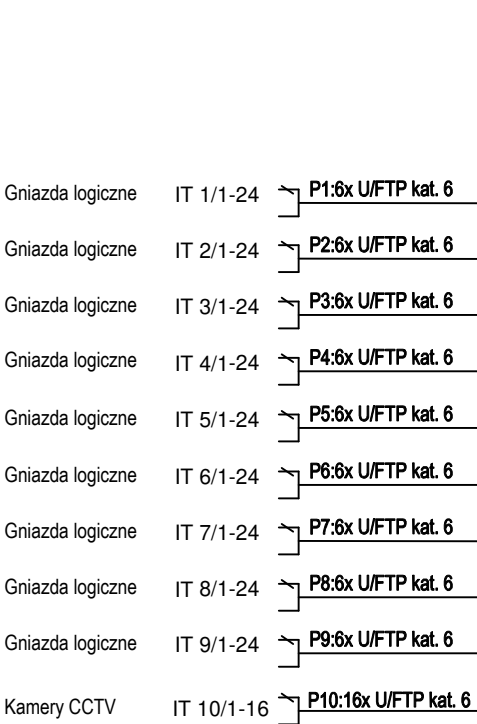 Gniazda logiczne IT 1/1-24 P1:6x U/FTP kat. 6
Gniazda logiczne IT 2/1-24 P2:6x U/FTP kat. 6
Gniazda logiczne IT 3/1-24 P3:6x U/FTP kat. 6
Gniazda logiczne IT 4/1-24 P4:6x U/FTP kat. 6
Gniazda logiczne IT 5/1-24 P5:6x U/FTP kat. 6
Gniazda logiczne IT 6/1-24 P6:6x U/FTP kat. 6
Gniazda logiczne IT 7/1-24 P7:6x U/FTP kat. 6
Gniazda logiczne IT 8/1-24 P8:6x U/FTP kat. 6
Gniazda logiczne IT 9/1-24 P9:6x U/FTP kat. 6
Kamery CCTV IT 10/1-16 P10:16x U/FTP kat. 6